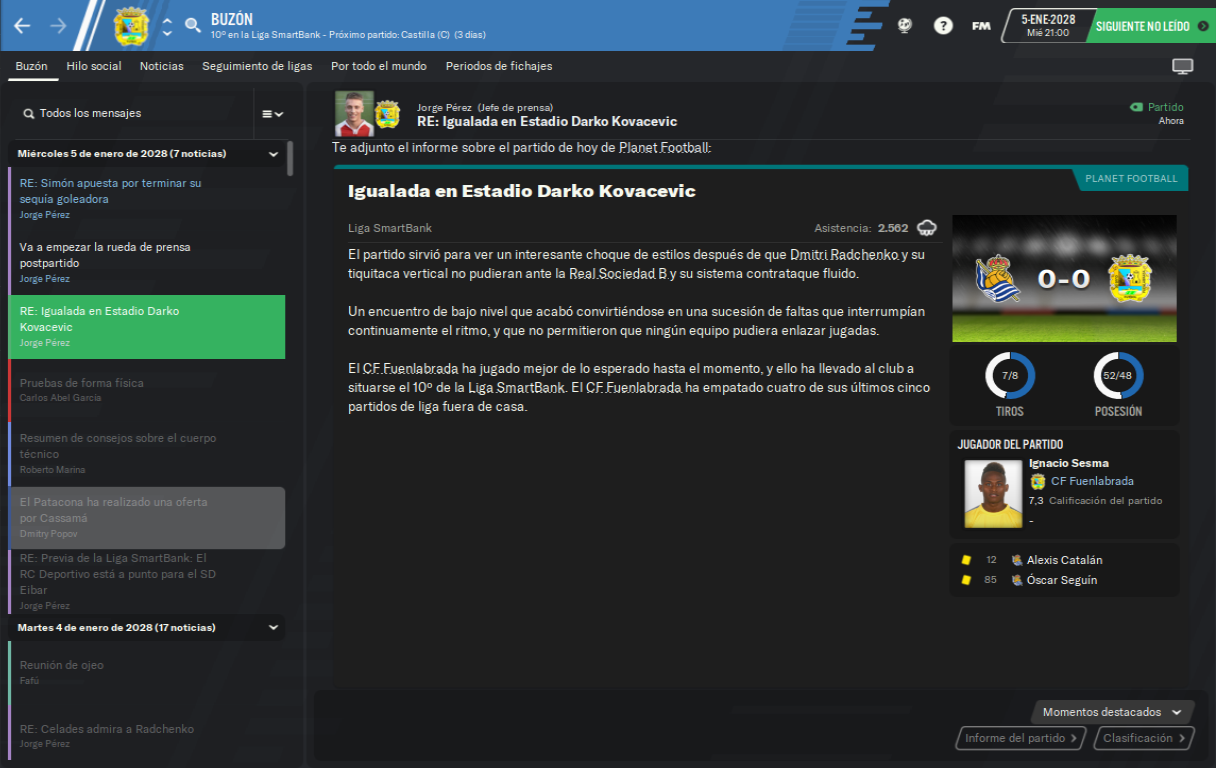 BUZÓN
10º en la Liga SmartBank - Próximo partido: Castilla (C) (3 días)
FM
5-ENE-2028
Mié 21:00
SIGUIENTE NO LEÍDO
Buzón
Hilo social
Noticias
Seguimiento de ligas
Por todo el mundo
Periodos de fichajes
Todos los mensajes
Miércoles 5 de enero de 2028 (7 noticias)
RE: Simón apuesta por terminar su
sequía goleadora
Jorge Pérez
Va a empezar la rueda de prensa
postpartido
Jorge Pérez
RE: Igualada en Estadio Darko
Kovacevic
Jorge Pérez
Pruebas de forma física
Carlos Abel García
Resumen de consejos sobre el cuerpo
técnico
Roberto Marina
El Patacona ha realizado una oferta
por Cassamá
Dmitry Popov
RE: Previa de la Liga SmartBank: El
RC Deportivo está a punto para el SD
Eibar
Jorge Pérez
Martes 4 de enero de 2028 (17 noticias)
Reunión de ojeo
Fafú
RE: Celades admira a Radchenko
Jorge Pérez
Jorge Pérez (Jefe de prensa)
RE: Igualada en Estadio Darko Kovacevic
Partido
Ahora
Te adjunto el informe sobre el partido de hoy de Planet Football:
PLANET FOOTBALL
Igualada en Estadio Darko Kovacevic
Liga SmartBank
Asistencia: 2.562
El partido sirvió para ver un interesante choque de estilos después de que Dmitri Radchenko y su
tiquitaca vertical no pudieran ante la Real Sociedad B y su sistema contrataque fluido.
Un encuentro de bajo nivel que acabó convirtiéndose en una sucesión de faltas que interrumpían
continuamente el ritmo, y que no permitieron que ningún equipo pudiera enlazar jugadas.
El CF Fuenlabrada ha jugado mejor de lo esperado hasta el momento, y ello ha llevado al club a
situarse el 10º de la Liga SmartBank. El CF Fuenlabrada ha empatado cuatro de sus últimos cinco
partidos de liga fuera de casa.
0-0
7/8
TIROS
52/48
POSESIÓN
JUGADOR DEL PARTIDO
Ignacio Sesma
CF Fuenlabrada
7,3 Calificación del partido
-
12 Alexis Catalán
85 Óscar Seguín
Momentos destacados
Informe del partido
Clasificación